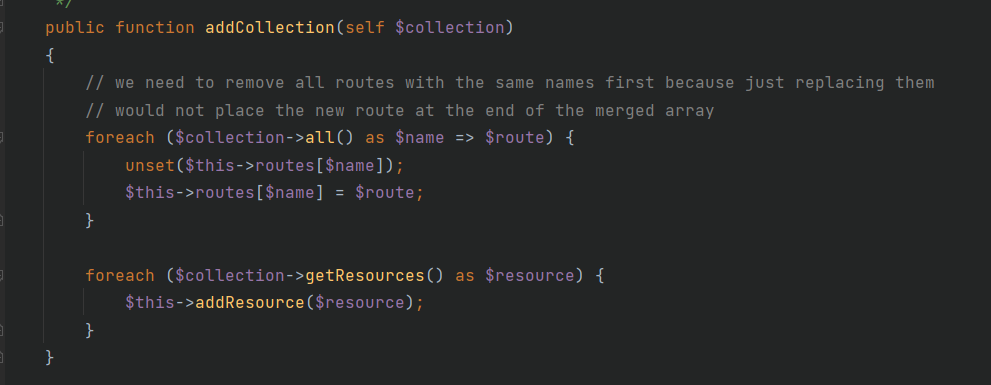 */
public function addCollection(self $collection)
{
// we need to remove all routes with the same names first because just replacing them
// would not place the new route at the end of the merged array
foreach ($collection->all() as $name => $route) {
unset($this->routes[$name]);
$this->routes[$name] = $route;
}
foreach ($collection->getResources() as $resource) {
$this->addResource($resource);
}
}